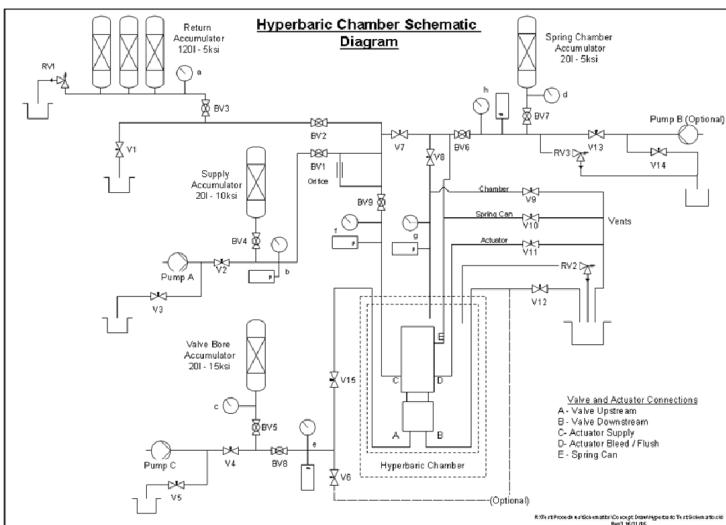 Hyperbaric Chamber Schematic
Diagram
Return
Accumulator
120l - 5ksi
Spring Chamber
Accumulator
20l - 5ksi
RV1
a
BV3
h
d
BV7
Pump B (Optional)
V1
BV2
V7
V8
BV6
RV3
V13
V14
BV1
Supply
Accumulator
20l - 10ksi
Orifice
BV9
Chamber
V9
Spring Can
V10
Vents
Actuator
V11
f
g
BV4
Pump A
V2
b
p
p
RV2
V3
V12
E
Valve Bore
Accumulator
20l - 15ksi
V15
C
D
c
BV5
A
B
Valve and Actuator Connections
A - Valve Upstream
B - Valve Downstream
C- Actuator Supply
D- Actuator Bleed / Flush
E - Spring Can
Pump C
V4
BV8
e
Hyperbaric Chamber
V5
V6
(Optional)